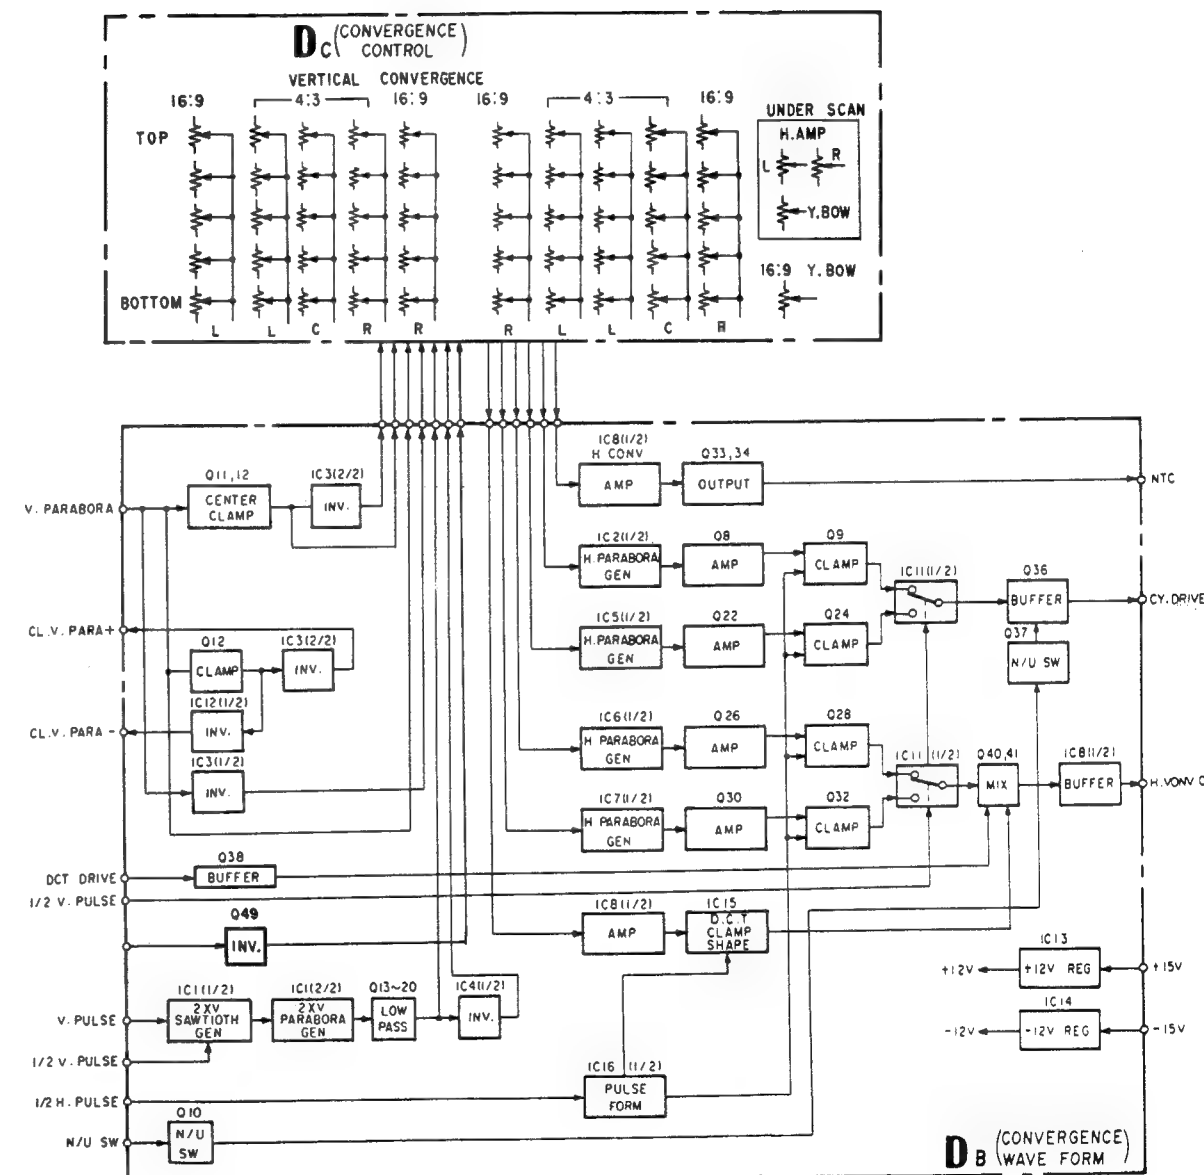 D C (CONVERGENCE CONTROL)
VERTICAL CONVERGENCE
16:9 4:3 16:9 16:9 4:3 16:9
UNDER SCAN
TOP
H.AMP
L R
Y.BOW
16:9 Y.BOW
BOTTOM
L L C R R R L L C R
IC8(1/2)
H CONV
AMP
Q33,34
OUTPUT
NTC
Q11,12
CENTER
CLAMP
IC3(2/2)
INV.
V. PARABORA
IC2(1/2)
H.PARABORA
GEN
Q8
AMP
Q9
CLAMP
IC11(1/2)
Q36
BUFFER
CY.DRIVE
CL.V. PARA+
Q12
CLAMP
IC3(2/2)
INV.
IC5(1/2)
H.PARABORA
GEN
Q22
AMP
Q24
CLAMP
Q37
N/U SW
CL.V. PARA-
IC12(1/2)
INV.
IC3(1/2)
INV.
IC6(1/2)
H PARABORA
GEN
Q26
AMP
Q28
CLAMP
IC11 (1/2)
Q40,41
MIX
IC8(1/2)
BUFFER
H.VONV O
IC7(1/2)
H PARABORA
GEN
Q30
AMP
Q32
CLAMP
DCT DRIVE
Q38
BUFFER
1/2 V. PULSE
Q49
INV.
IC8(1/2)
AMP
IC15
D.C.T
CLAMP
SHAPE
IC13
+12V
+12V REG
+15V
IC14
-12V
-12V REG
-15V
V. PULSE
IC1(1/2)
2XV
SAWTIOTH
GEN
IC1(2/2)
2XV
PARABORA
GEN
Q13~20
LOW
PASS
IC4(1/2)
INV.
1/2 V. PULSE
1/2 H. PULSE
IC16 (1/2)
PULSE
FORM
N/U SW
Q10
N/U
SW
D B (CONVERGENCE WAVE FORM)